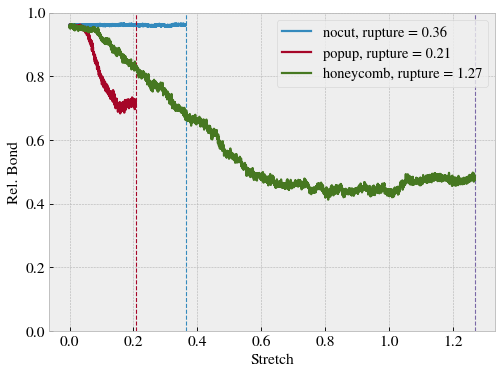 1.0
0.8
0.6
0.4
0.2
0.0
Rel. Bond
nocut, rupture = 0.36
popup, rupture = 0.21
honeycomb, rupture = 1.27
0.0 0.2 0.4 0.6 0.8 1.0 1.2
Stretch